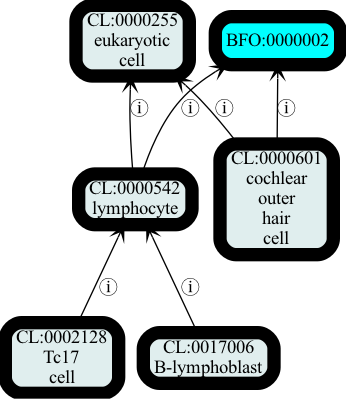 CL:0000255
eukaryotic
cell
BFO:0000002
ⓘ
ⓘ
ⓘ
ⓘ
CL:0000542
lymphocyte
CL:0000601
cochlear
outer
hair
cell
ⓘ
ⓘ
CL:0002128
Tc17
cell
CL:0017006
B-lymphoblast